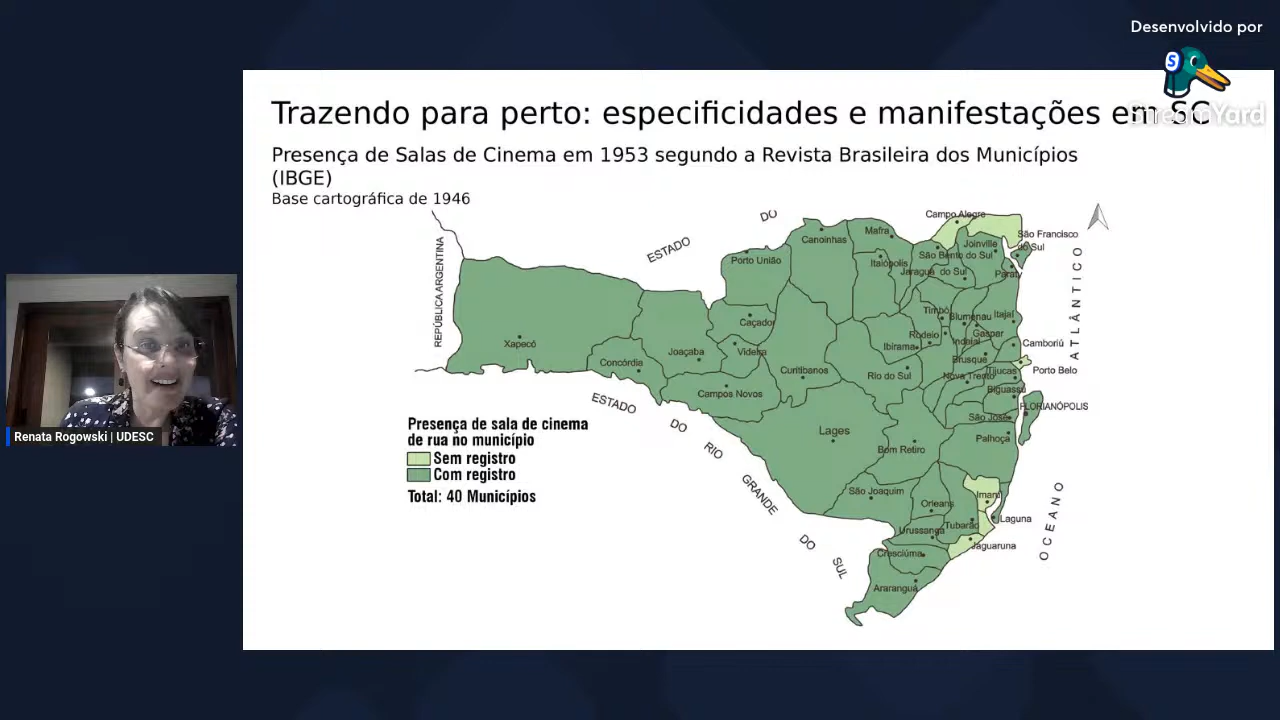 Desenvolvido por
StreamYard
Trazendo para perto: especificidades e manifestações em SC
Presença de Salas de Cinema em 1953 segundo a Revista Brasileira dos Municípios
(IBGE)
Base cartográfica de 1946
DO
Campo Alegre
REPÚBLICA ARGENTINA
ESTADO
Canoinhas
Mafra
São Francisco
do Sul
Joinville
São Bento do Sul
Porto União
Itaiópolis
Jaraguá do Sul
Paraty
ATLÂNTICO
Timbó
Blumenau
Itajaí
Caçador
Rodeio
Gaspar
Indaial
Xapecó
Joaçaba
Videira
Ibirama
Camboriú
Brusque
Concórdia
Curitibanos
Rio do Sul
Nova Trento
Tijucas
Porto Belo
Campos Novos
Biguassú
ESTADO
FLORIANÓPOLIS
São José
Presença de sala de cinema
de rua no município
DO
Lages
Palhoça
Bom Retiro
RIO
Sem registro
Com registro
Total: 40 Municípios
GRANDE
São Joaquim
Orleans
Imaruí
Laguna
Tubarão
Urussanga
OCEANO
DO
Jaguaruna
Cresciúma
SUL
Araranguá
Renata Rogowski | UDESC